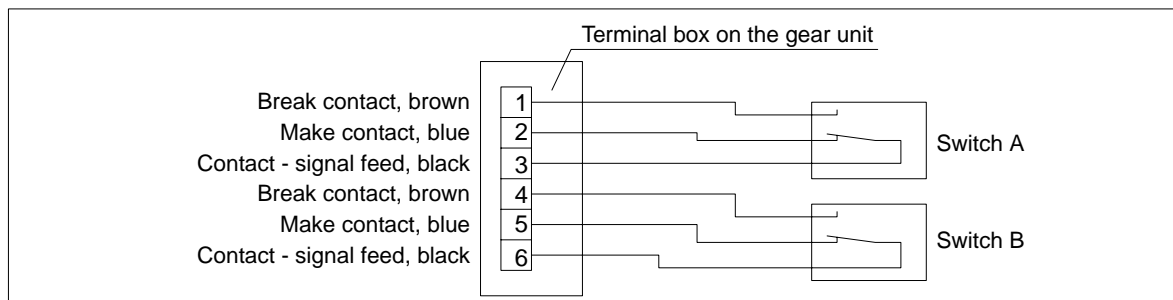 Terminal box on the gear unit
Break contact, brown 1
Make contact, blue 2
Contact - signal feed, black 3
Switch A
Break contact, brown 4
Make contact, blue 5
Contact - signal feed, black 6
Switch B